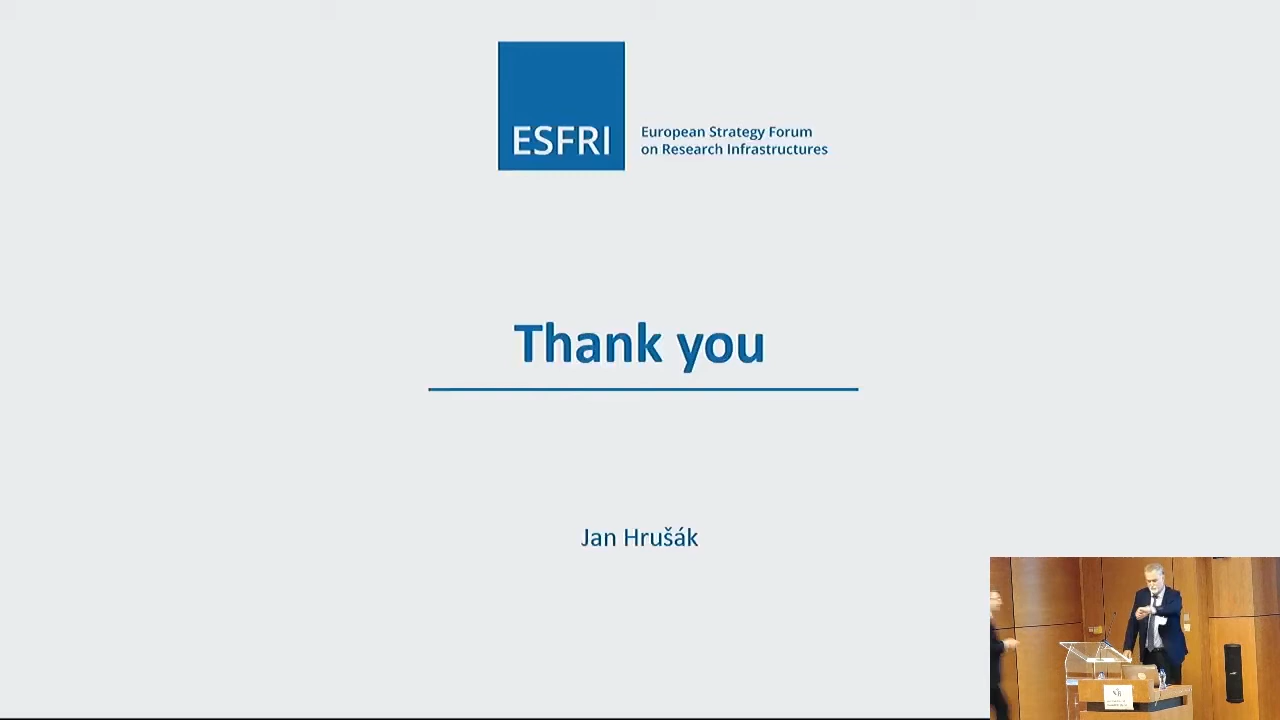 ESFRI
European Strategy Forum
on Research Infrastructures
Thank you
Jan Hrušák